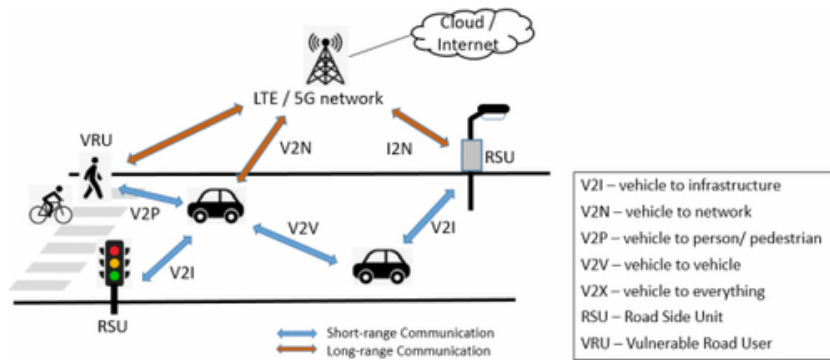 Cloud /
Internet
LTE / 5G network
VRU
V2N
I2N
RSU
V2P
V2V
V2I
V2I
RSU
Short-range Communication
Long-range Communication
V2I – vehicle to infrastructure
V2N – vehicle to network
V2P – vehicle to person/ pedestrian
V2V – vehicle to vehicle
V2X – vehicle to everything
RSU – Road Side Unit
VRU – Vulnerable Road User